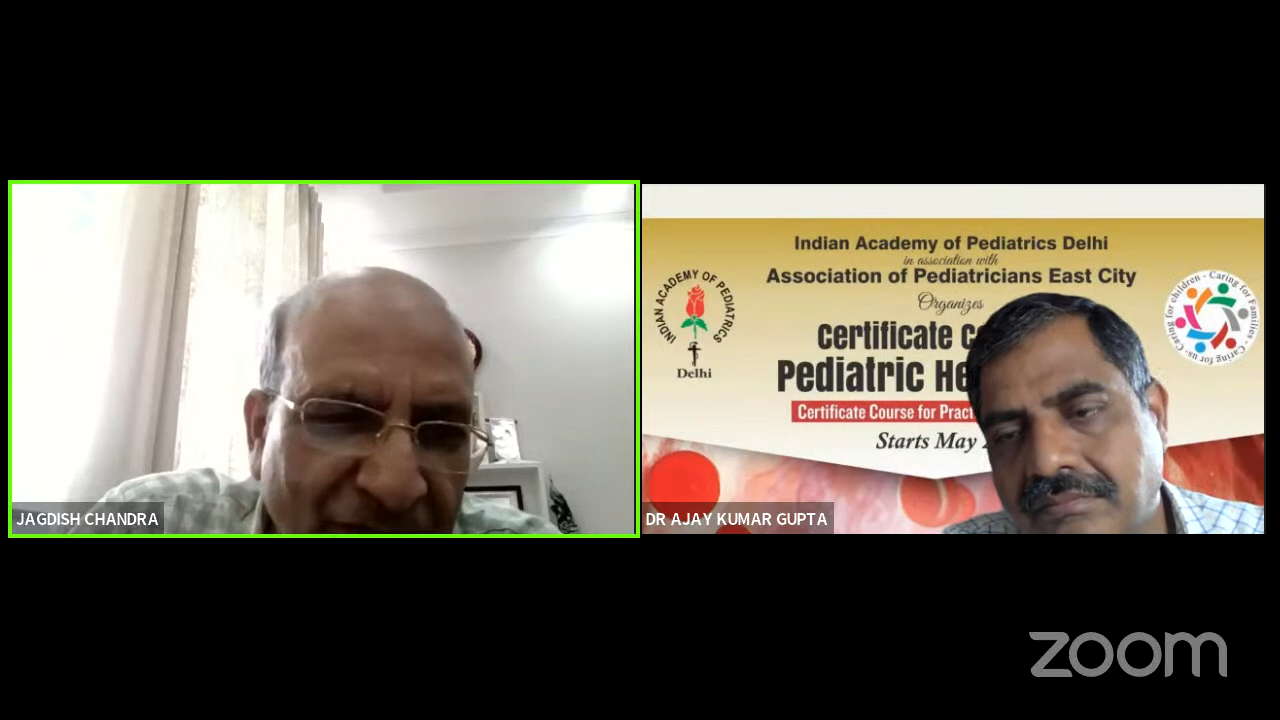 Indian Academy of Pediatrics Delhi
in association with
Association of Pediatricians East City
Organizes
Certificate
Pediatric
Certificate Course for
Starts May
INDIAN ACADEMY OF PEDIATRICS
Delhi
Caring for children - Caring for Families - Caring for us -
JAGDISH CHANDRA
DR AJAY KUMAR GUPTA
zoom